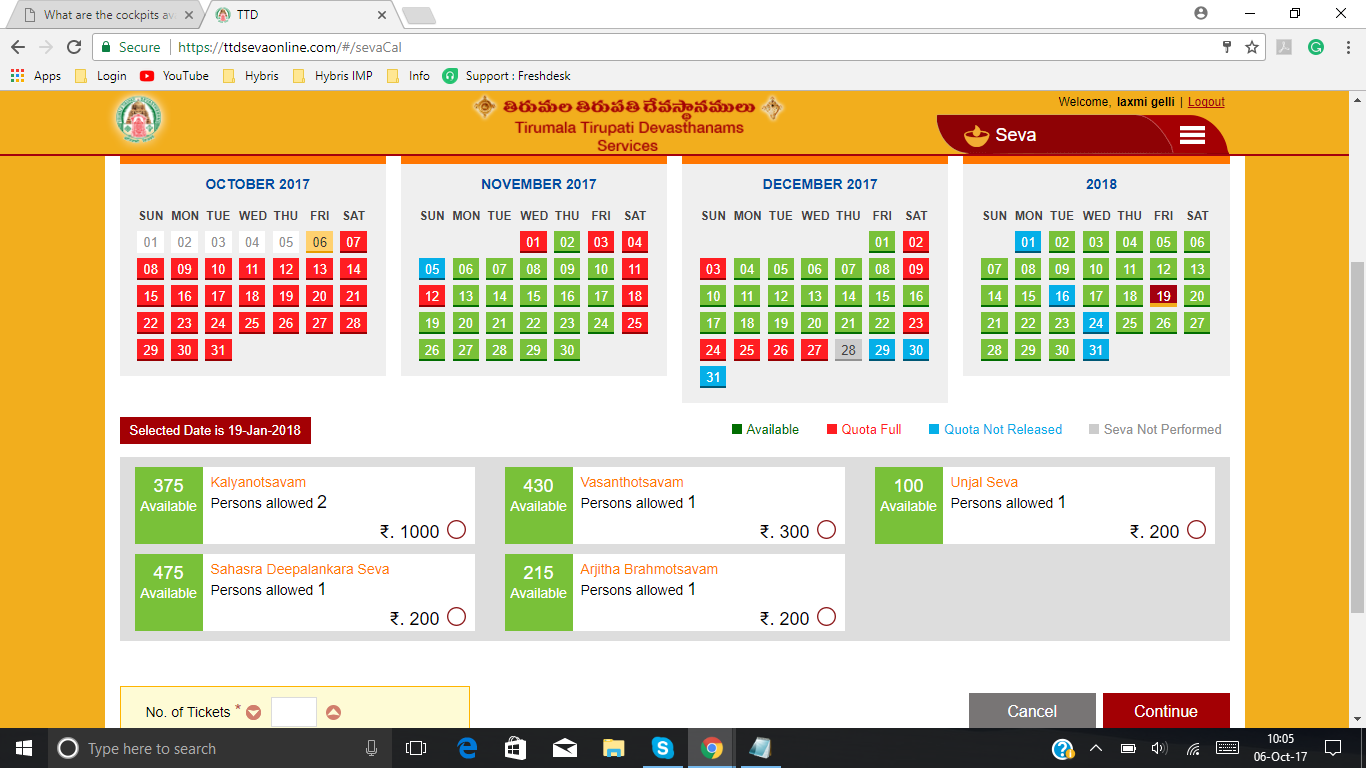 What are the cockpits av
TTD
Secure
https://ttdsevaonline.com/#/sevaCal
Apps
Login
YouTube
Hybris
Hybris IMP
Info
Support : Freshdesk
తిరుమల తిరుపతి దేవస్థానములు
Tirumala Tirupati Devasthanams
Services
Welcome, laxmi gelli | Logout
Seva
OCTOBER 2017
SUN MON TUE WED THU FRI SAT
01 02 03 04 05 06 07
08 09 10 11 12 13 14
15 16 17 18 19 20 21
22 23 24 25 26 27 28
29 30 31
NOVEMBER 2017
SUN MON TUE WED THU FRI SAT
01 02 03 04
05 06 07 08 09 10 11
12 13 14 15 16 17 18
19 20 21 22 23 24 25
26 27 28 29 30
DECEMBER 2017
SUN MON TUE WED THU FRI SAT
01 02
03 04 05 06 07 08 09
10 11 12 13 14 15 16
17 18 19 20 21 22 23
24 25 26 27 28 29 30
31
2018
SUN MON TUE WED THU FRI SAT
01 02 03 04 05 06
07 08 09 10 11 12 13
14 15 16 17 18 19 20
21 22 23 24 25 26 27
28 29 30 31
Selected Date is 19-Jan-2018
Available
Quota Full
Quota Not Released
Seva Not Performed
375
Available
Kalyanotsavam
Persons allowed 2
₹. 1000
430
Available
Vasanthotsavam
Persons allowed 1
₹. 300
100
Available
Unjal Seva
Persons allowed 1
₹. 200
475
Available
Sahasra Deepalankara Seva
Persons allowed 1
₹. 200
215
Available
Arjitha Brahmotsavam
Persons allowed 1
₹. 200
No. of Tickets *
Cancel
Continue
Type here to search
10:05
06-Oct-17